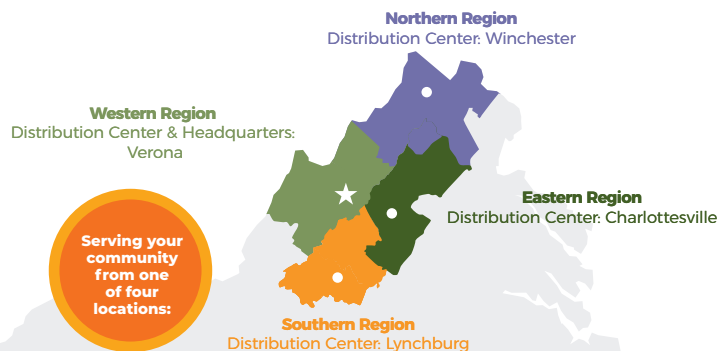 Northern Region
Distribution Center: Winchester
Western Region
Distribution Center & Headquarters:
Verona
Eastern Region
Distribution Center: Charlottesville
Serving your
community
from one
of four
locations:
Southern Region
Distribution Center: Lynchburg